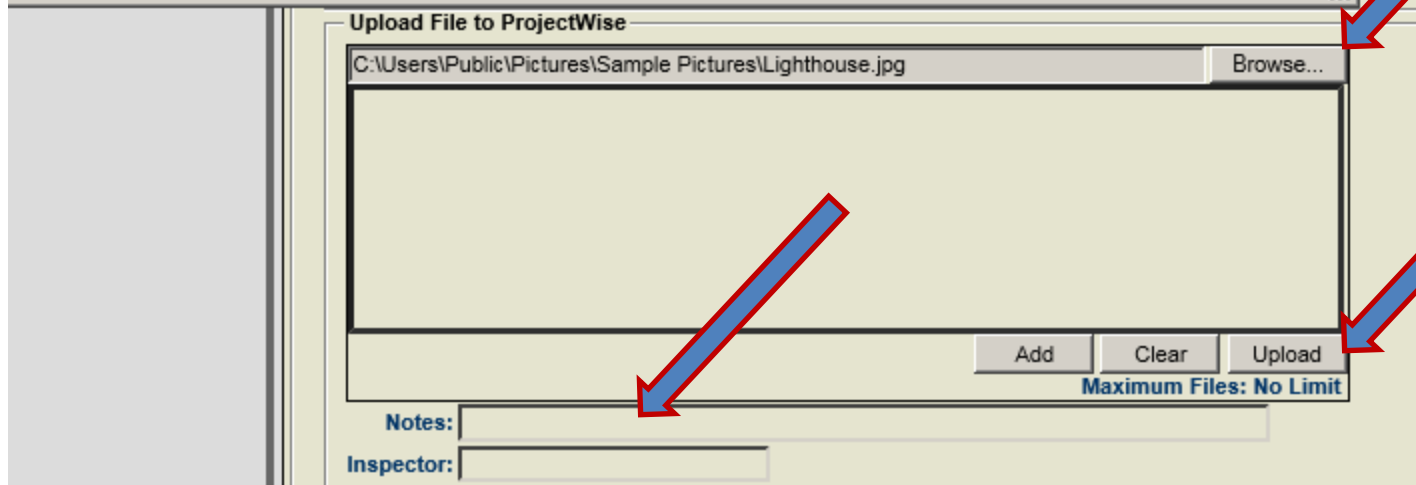 Upload File to ProjectWise
C:\Users\Public\Pictures\Sample Pictures\Lighthouse.jpg Browse...
Add Clear Upload
Maximum Files: No Limit
Notes:
Inspector: